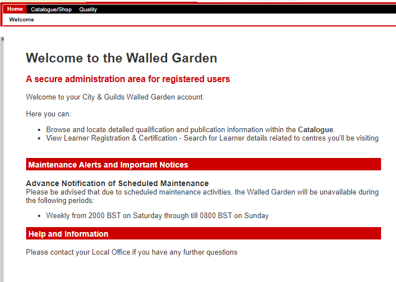 Home Catalogue/Shop Quality
Welcome
Welcome to the Walled Garden
A secure administration area for registered users
Welcome to your City & Guilds Walled Garden account.
Here you can:
• Browse and locate detailed qualification and publication information within the Catalogue.
• View Learner Registration & Certification - Search for Learner details related to centres you'll be visiting
Maintenance Alerts and Important Notices
Advance Notification of Scheduled Maintenance
Please be advised that due to scheduled maintenance activities, the Walled Garden will be unavailable during
the following periods:
• Weekly from 2000 BST on Saturday through till 0800 BST on Sunday
Help and Information
Please contact your Local Office if you have any further questions